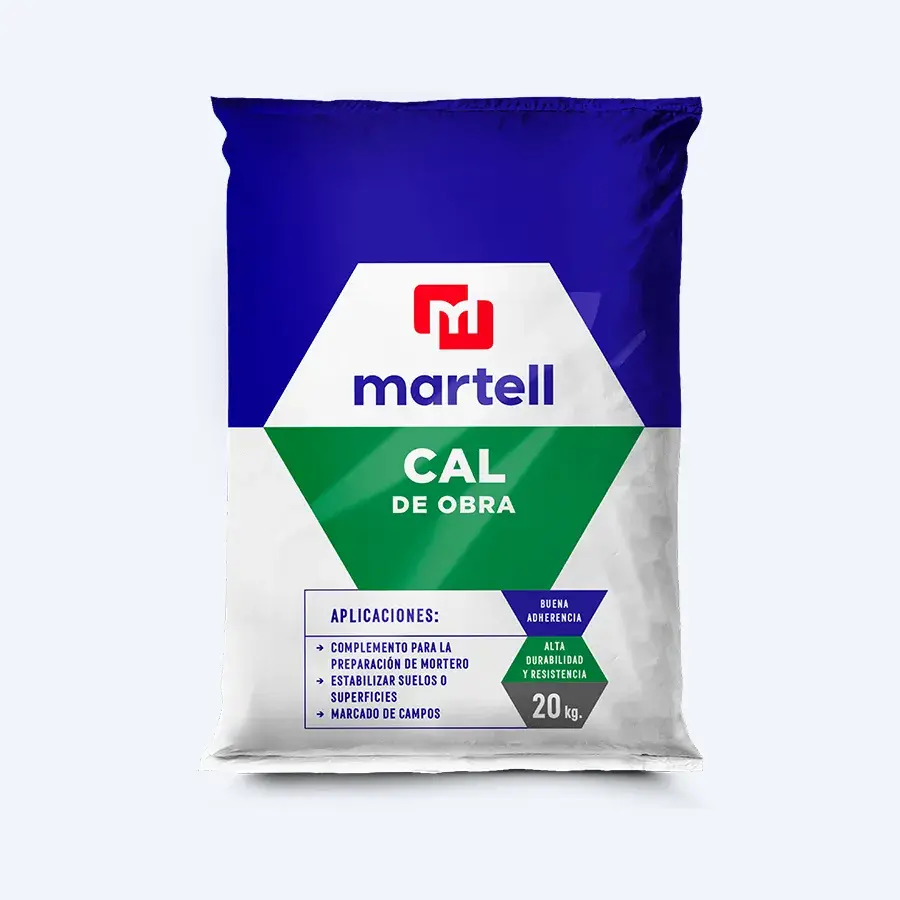 martell
CAL
DE OBRA
APLICACIONES:
→ COMPLEMENTO PARA LA
PREPARACIÓN DE MORTERO
→ ESTABILIZAR SUELOS O
SUPERFICIES
→ MARCADO DE CAMPOS
BUENA
ADHERENCIA
ALTA
DURABILIDAD
Y RESISTENCIA
20 kg.